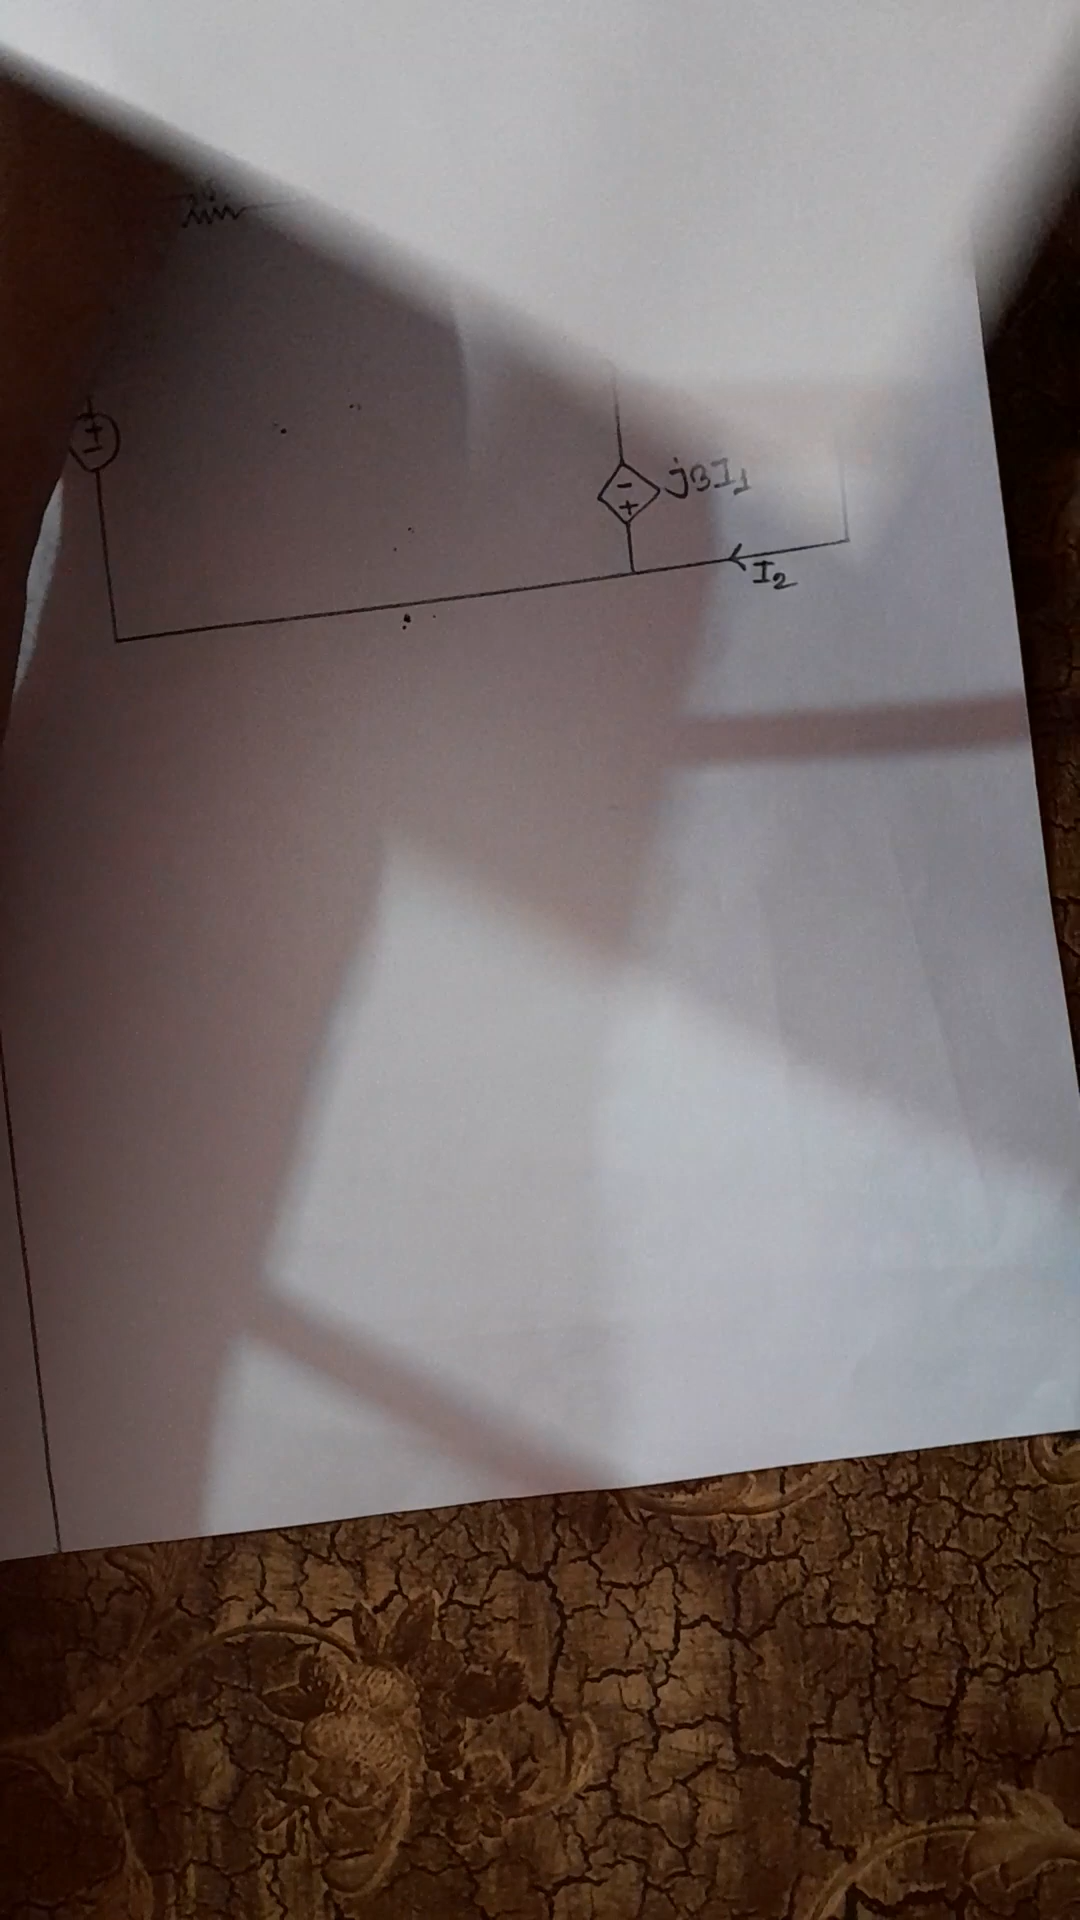 +
-
-
+
j3I₁
I₂